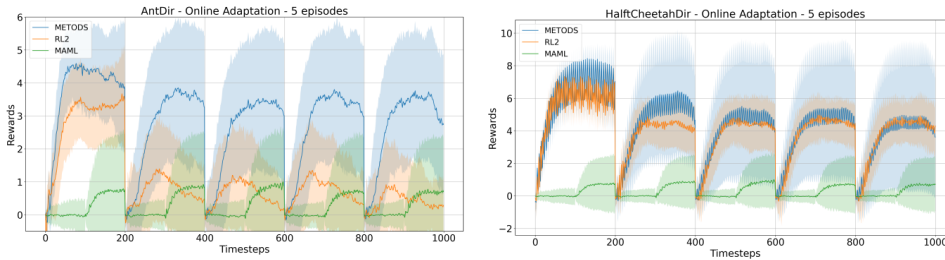 AntDir - Online Adaptation - 5 episodes
METODS
RL2
MAML
Rewards
6
5
4
3
2
1
0
0 200 400 600 800 1000
Timesteps
HalftCheetahDir - Online Adaptation - 5 episodes
METODS
RL2
MAML
Rewards
10
8
6
4
2
0
−2
0 200 400 600 800 1000
Timesteps